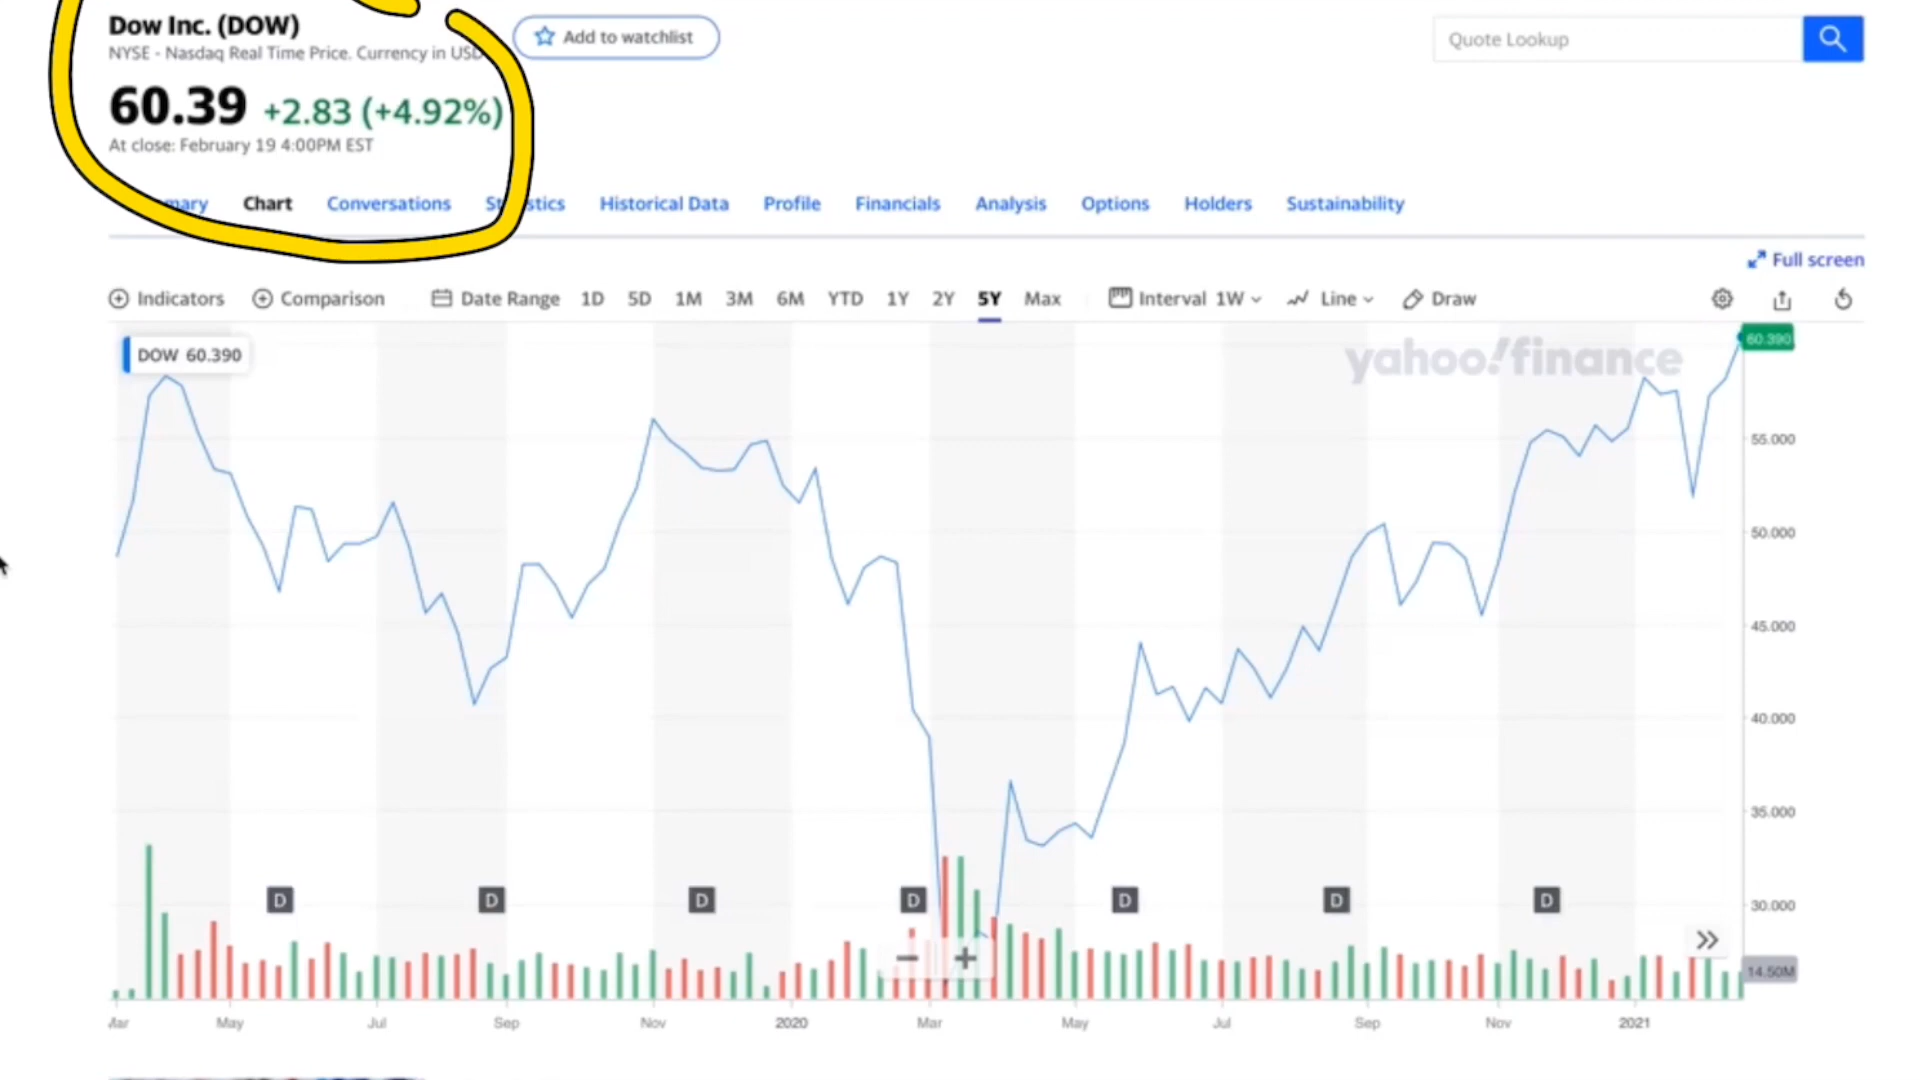 Dow Inc. (DOW)
Add to watchlist
Quote Lookup
NYSE - Nasdaq Real Time Price. Currency in USD
60.39 +2.83 (+4.92%)
At close: February 19 4:00PM EST
Chart Conversations Historical Data Profile Financials Analysis Options Holders Sustainability
Full screen
Indicators Comparison Date Range 1D 5D 1M 3M 6M YTD 1Y 2Y 5Y Max Interval 1W Line Draw
DOW 60.390
yahoo!finance
60.390
55.000
50.000
45.000
40.000
35.000
30.000
D D D D D D D
14.50M
Mar May Jul Sep Nov 2020 Mar May Jul Sep Nov 2021